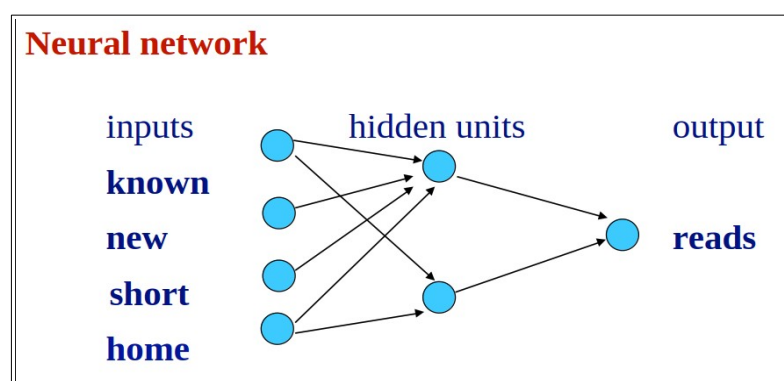 Neural network
inputs hidden units output
known
new
reads
short
home